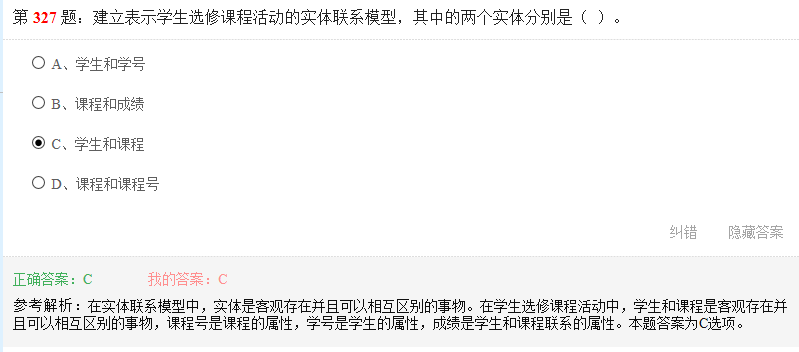 第 327 题：建立表示学生选修课程活动的实体联系模型，其中的两个实体分别是（ ）。
A、学生和学号
B、课程和成绩
C、学生和课程
D、课程和课程号
纠错 隐藏答案
正确答案：C 我的答案：C
参考解析：在实体联系模型中，实体是客观存在并且可以相互区别的事物。在学生选修课程活动中，学生和课程是客观存在并
且可以相互区别的事物，课程号是课程的属性，学号是学生的属性，成绩是学生和课程联系的属性。本题答案为C选项。